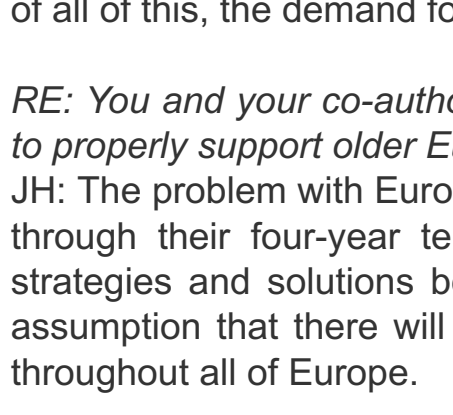 of all of this, the demand fo
RE: You and your co-autho
to properly support older Eu
JH: The problem with Euro
through their four-year te
strategies and solutions be
assumption that there will
throughout all of Europe.